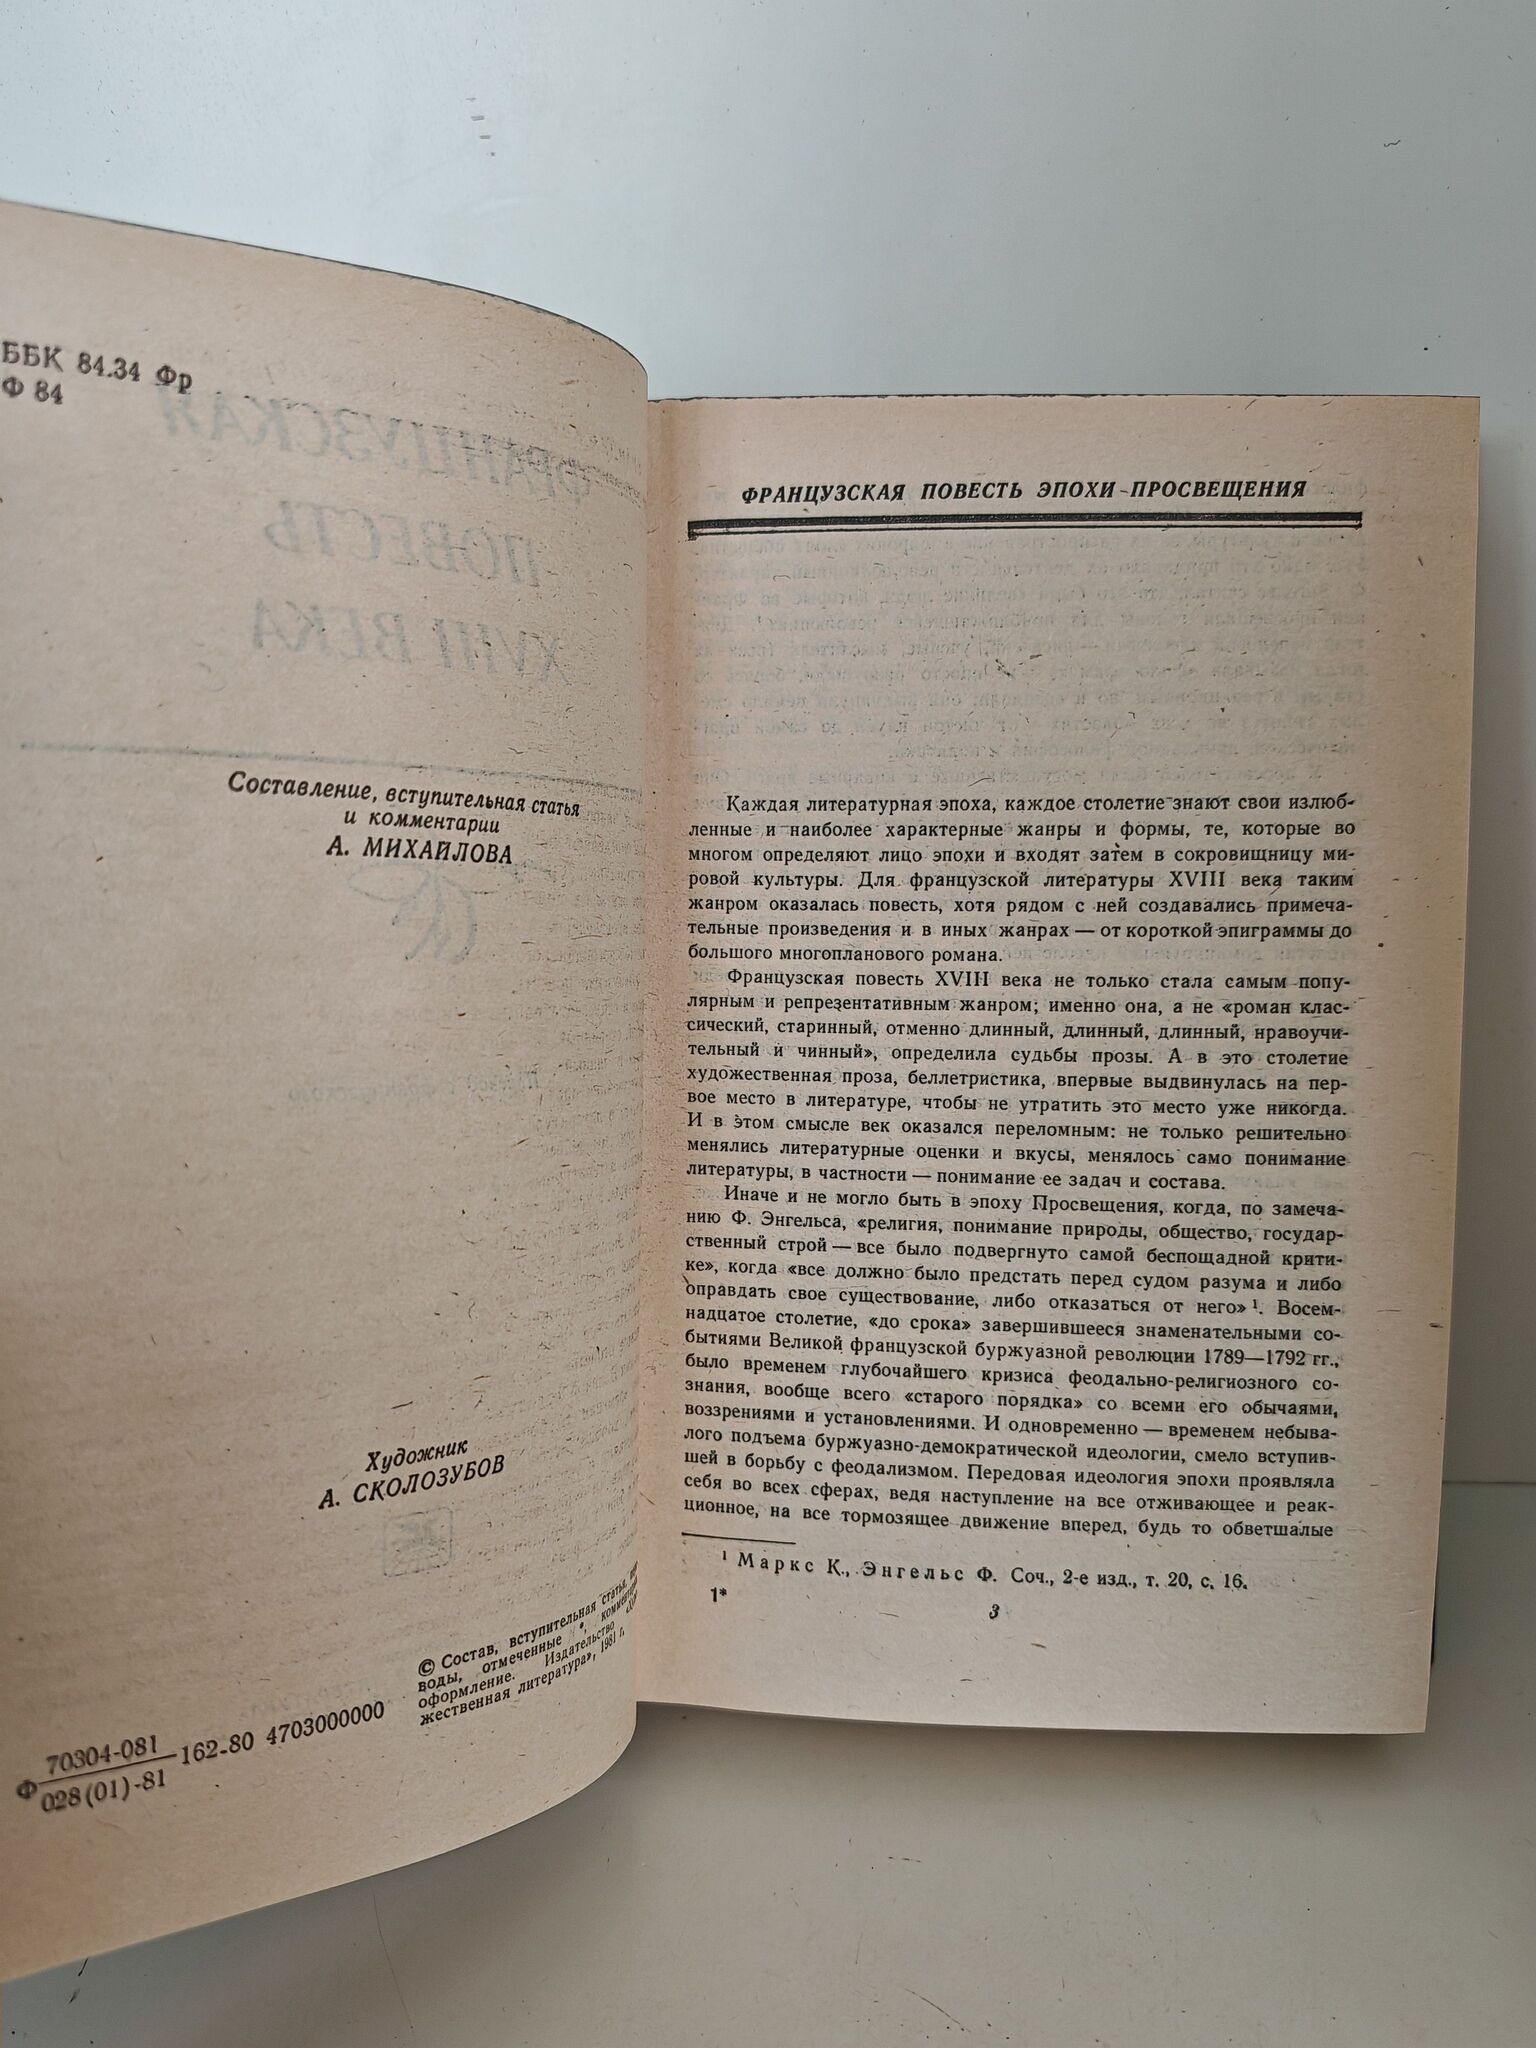 ББК 84.34 Фр
Ф 84
Составление, вступительная статья
и комментарии
А. МИХАЙЛОВА
Художник
А. СКОЛОЗУБОВ
© Состав, вступительная статья,
воды, отмеченные *,
оформление. Издательство
жественная литература», 1981 г.
Ф 70304-081 162-80 4703000000
028(01)-81
ФРАНЦУЗСКАЯ ПОВЕСТЬ ЭПОХИ ПРОСВЕЩЕНИЯ
Каждая литературная эпоха, каждое столетие знают свои излюб-
ленные и наиболее характерные жанры и формы, те, которые во
многом определяют лицо эпохи и входят затем в сокровищницу ми-
ровой культуры. Для французской литературы XVIII века таким
жанром оказалась повесть, хотя рядом с ней создавались примеча-
тельные произведения и в иных жанрах — от короткой эпиграммы до
большого многопланового романа.
Французская повесть XVIII века не только стала самым попу-
лярным и репрезентативным жанром; именно она, а не «роман клас-
сический, старинный, отменно длинный, длинный, длинный, нравоучи-
тельный и чинный», определила судьбы прозы. А в это столетие
художественная проза, беллетристика, впервые выдвинулась на пер-
вое место в литературе, чтобы не утратить это место уже никогда.
И в этом смысле век оказался переломным: не только решительно
менялись литературные оценки и вкусы, менялось само понимание
литературы, в частности — понимание ее задач и состава.
Иначе и не могло быть в эпоху Просвещения, когда, по замеча-
нию Ф. Энгельса, «религия, понимание природы, общество, государ-
ственный строй — все было подвергнуто самой беспощадной крити-
ке», когда «все должно было предстать перед судом разума и либо
оправдать свое существование, либо отказаться от него» ¹. Восем-
надцатое столетие, «до срока» завершившееся знаменательными со-
бытиями Великой французской буржуазной революции 1789—1792 гг.,
было временем глубочайшего кризиса феодально-религиозного со-
знания, вообще всего «старого порядка» со всеми его обычаями,
воззрениями и установлениями. И одновременно — временем небыва-
лого подъема буржуазно-демократической идеологии, смело вступив-
шей в борьбу с феодализмом. Передовая идеология эпохи проявляла
себя во всех сферах, ведя наступление на все отживающее и реак-
ционное, на все тормозящее движение вперед, будь то обветшалые
¹ Маркс К., Энгельс Ф. Соч., 2-е изд., т. 20, с. 16.
1*
3